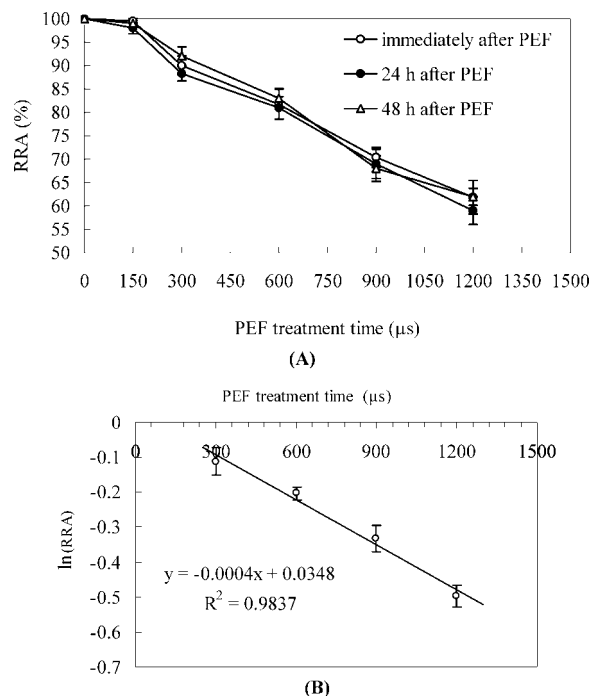 100
95
90
85
80
75
70
65
60
55
50
RRA (%)
immediately after PEF
24 h after PEF
48 h after PEF
0 150 300 450 600 750 900 1050 1200 1350 1500
PEF treatment time (µs)
(A)
PEF treatment time (µs)
0 300 600 900 1200 1500
0
-0.1
-0.2
-0.3
-0.4
-0.5
-0.6
-0.7
ln(RRA)
y = -0.0004x + 0.0348
R² = 0.9837
(B)